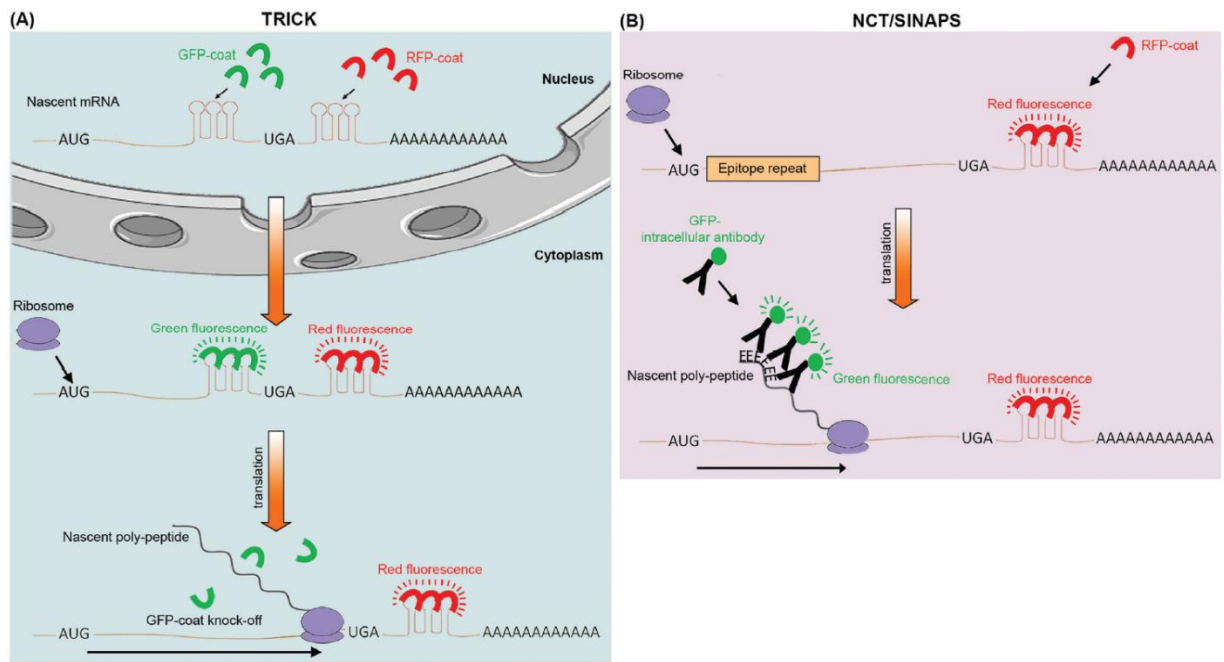 (A)
TRICK
GFP-coat
RFP-coat
Nucleus
Nascent mRNA
AUG
UGA
AAAAAAAAAAAA
Cytoplasm
Ribosome
Green fluorescence
Red fluorescence
AUG
UGA
AAAAAAAAAAAA
translation
Nascent poly-peptide
Red fluorescence
GFP-coat knock-off
AUG
UGA
AAAAAAAAAAAA
(B)
NCT/SINAPS
RFP-coat
Ribosome
Red fluorescence
AUG
Epitope repeat
UGA
AAAAAAAAAAAA
GFP-
intracellular antibody
translation
EEE
EE
Nascent poly-peptide
Green fluorescence
Red fluorescence
AUG
UGA
AAAAAAAAAAAA